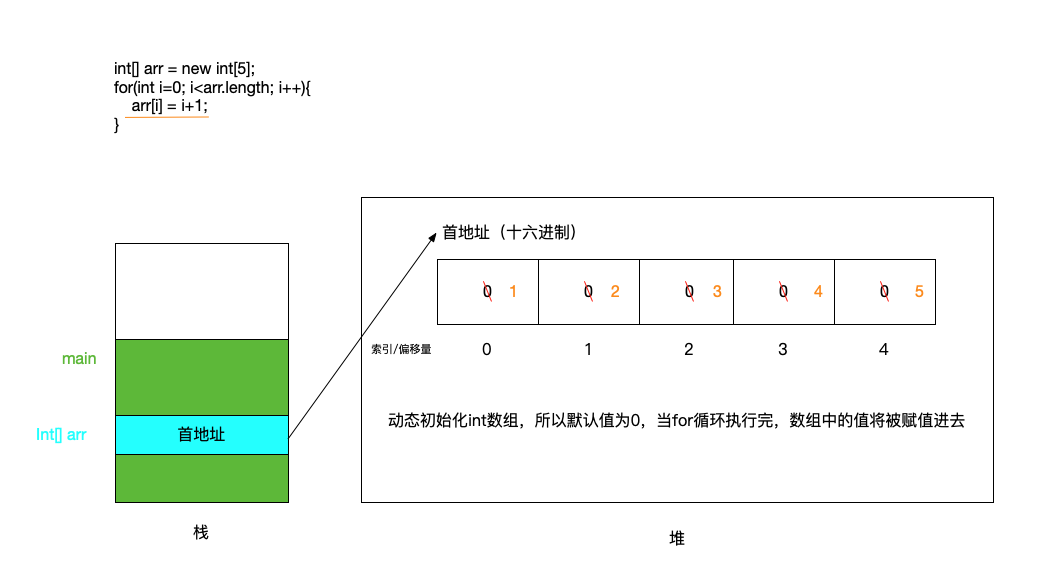 int[] arr = new int[5];
for(int i=0; i<arr.length; i++){
arr[i] = i+1;
}
首地址（十六进制）
0 1 0 2 0 3 0 4 0 5
索引/偏移量 0 1 2 3 4
main
Int[] arr 首地址
动态初始化int数组，所以默认值为0，当for循环执行完，数组中的值将被赋值进去
栈
堆